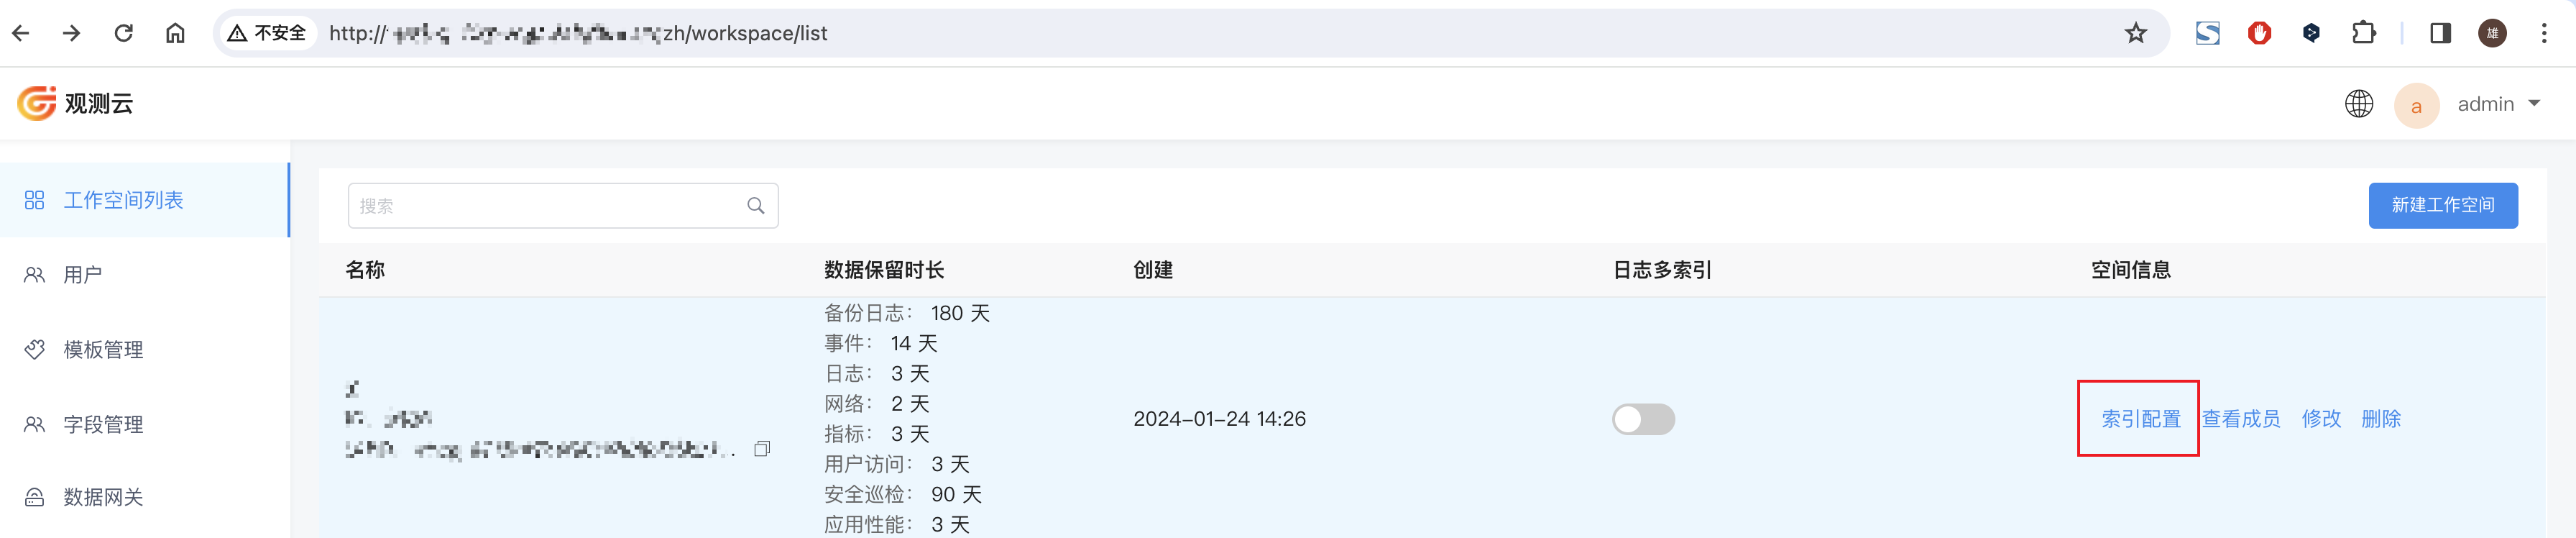 不安全 http:// zh/workspace/list 雄
观测云 a admin
工作空间列表
用户
模板管理
字段管理
数据网关
搜索 新建工作空间
名称 数据保留时长 创建 日志多索引 空间信息
备份日志： 180 天
事件： 14 天
日志： 3 天
网络： 2 天
指标： 3 天
用户访问： 3 天
安全巡检： 90 天
应用性能： 3 天
2024-01-24 14:26
索引配置 查看成员 修改 删除